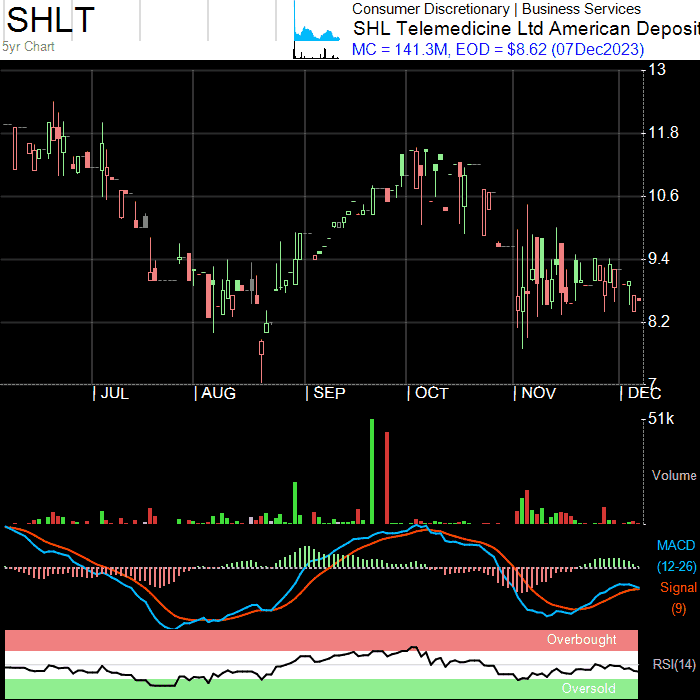 SHLT
5yr Chart
Consumer Discretionary | Business Services
SHL Telemedicine Ltd American Deposit
MC = 141.3M, EOD = $8.62 (07Dec2023)
13
11.8
10.6
9.4
8.2
7
| JUL | AUG | SEP | OCT | NOV | DEC
51k
Volume
MACD
(12-26)
Signal
(9)
Overbought
RSI(14)
Oversold